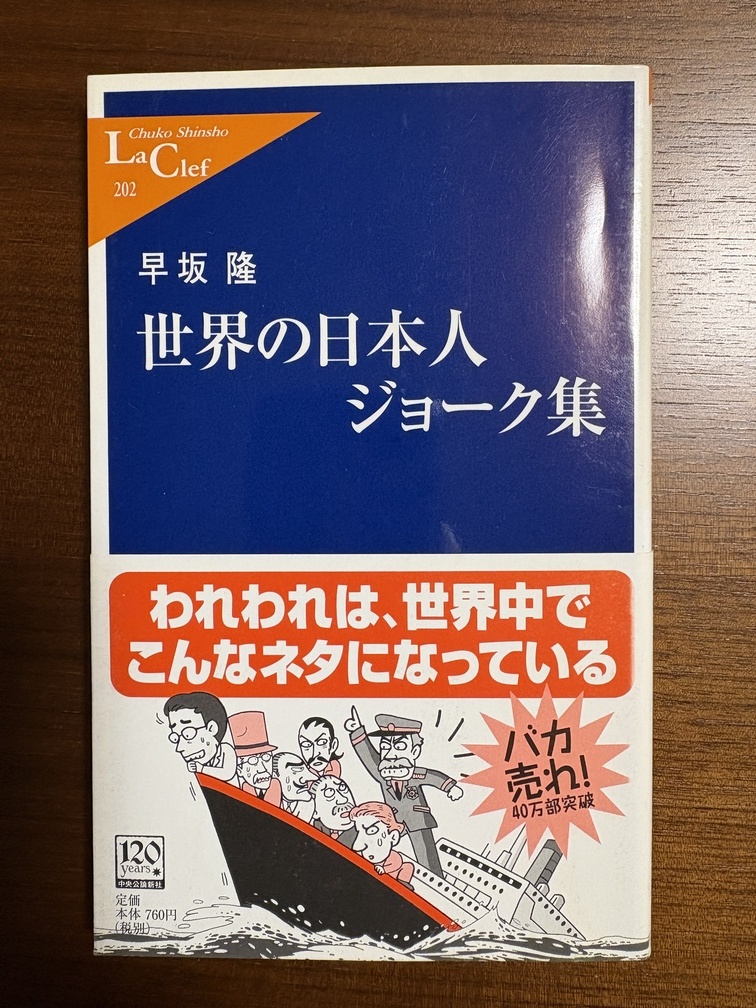 Chuko Shinsho
La Clef
202
早坂 隆
世界の日本人
ジョーク集
われわれは、世界中で
こんなネタになっている
バカ
売れ!
40万部突破
120
years
中央公論新社
定価
本体 760円
(税別)